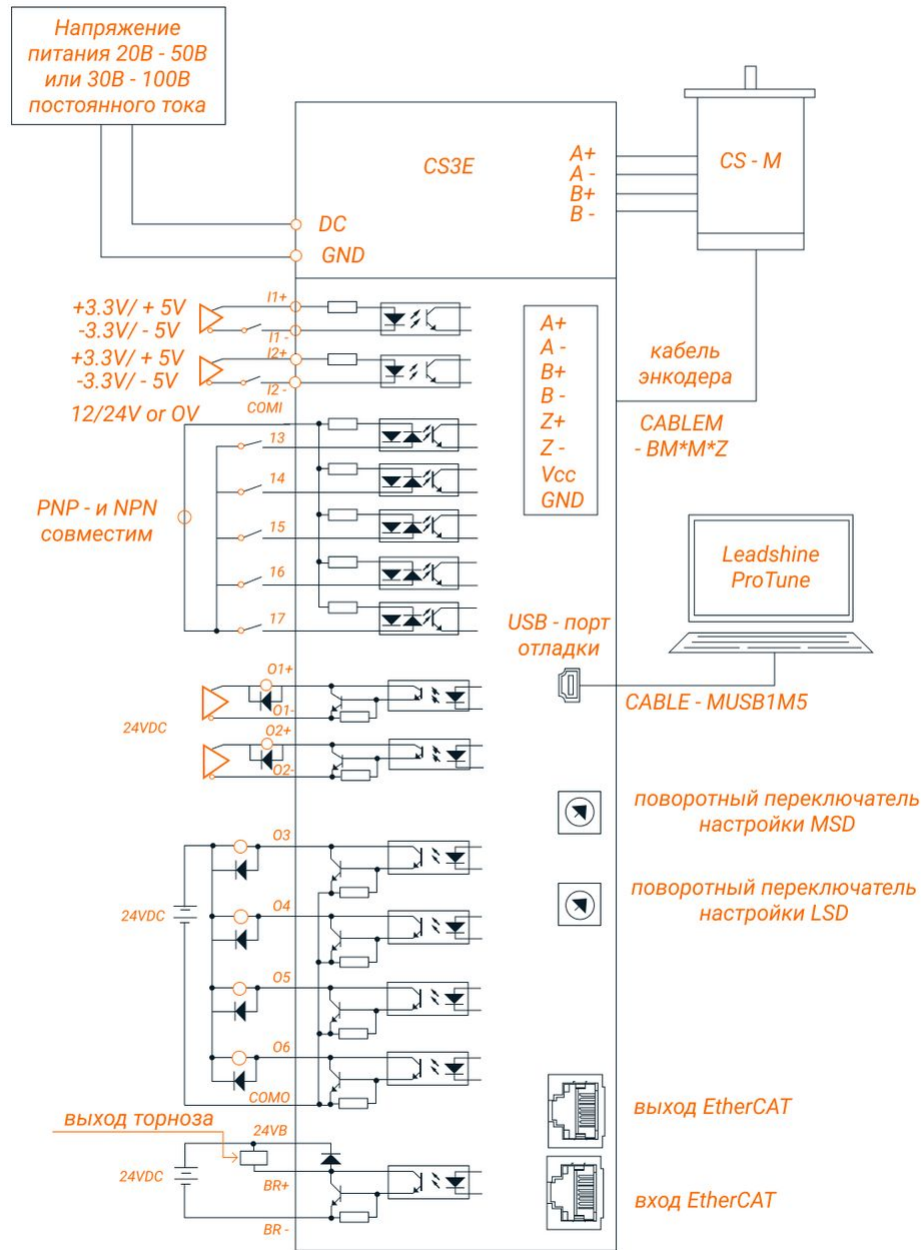 Напряжение
питания 20В - 50В
или 30В - 100В
постоянного тока
CS3E
A+
A -
B+
B -
CS - M
DC
GND
+3.3V/ + 5V
-3.3V/ - 5V
I1+
I1 -
+3.3V/ + 5V
-3.3V/ - 5V
I2+
I2 -
COMI
12/24V or OV
13
14
15
16
17
PNP - и NPN
совместим
A+
A -
B+
B -
Z+
Z -
Vcc
GND
кабель
энкодера
CABLEM
- BM*M*Z
Leadshine
ProTune
USB - порт
отладки
CABLE - MUSB1M5
O1+
O1-
24VDC
O2+
O2-
поворотный переключатель
настройки MSD
поворотный переключатель
настройки LSD
O3
24VDC
O4
O5
O6
COMO
выход торноза
24VB
24VDC
BR+
BR -
выход EtherCAT
вход EtherCAT